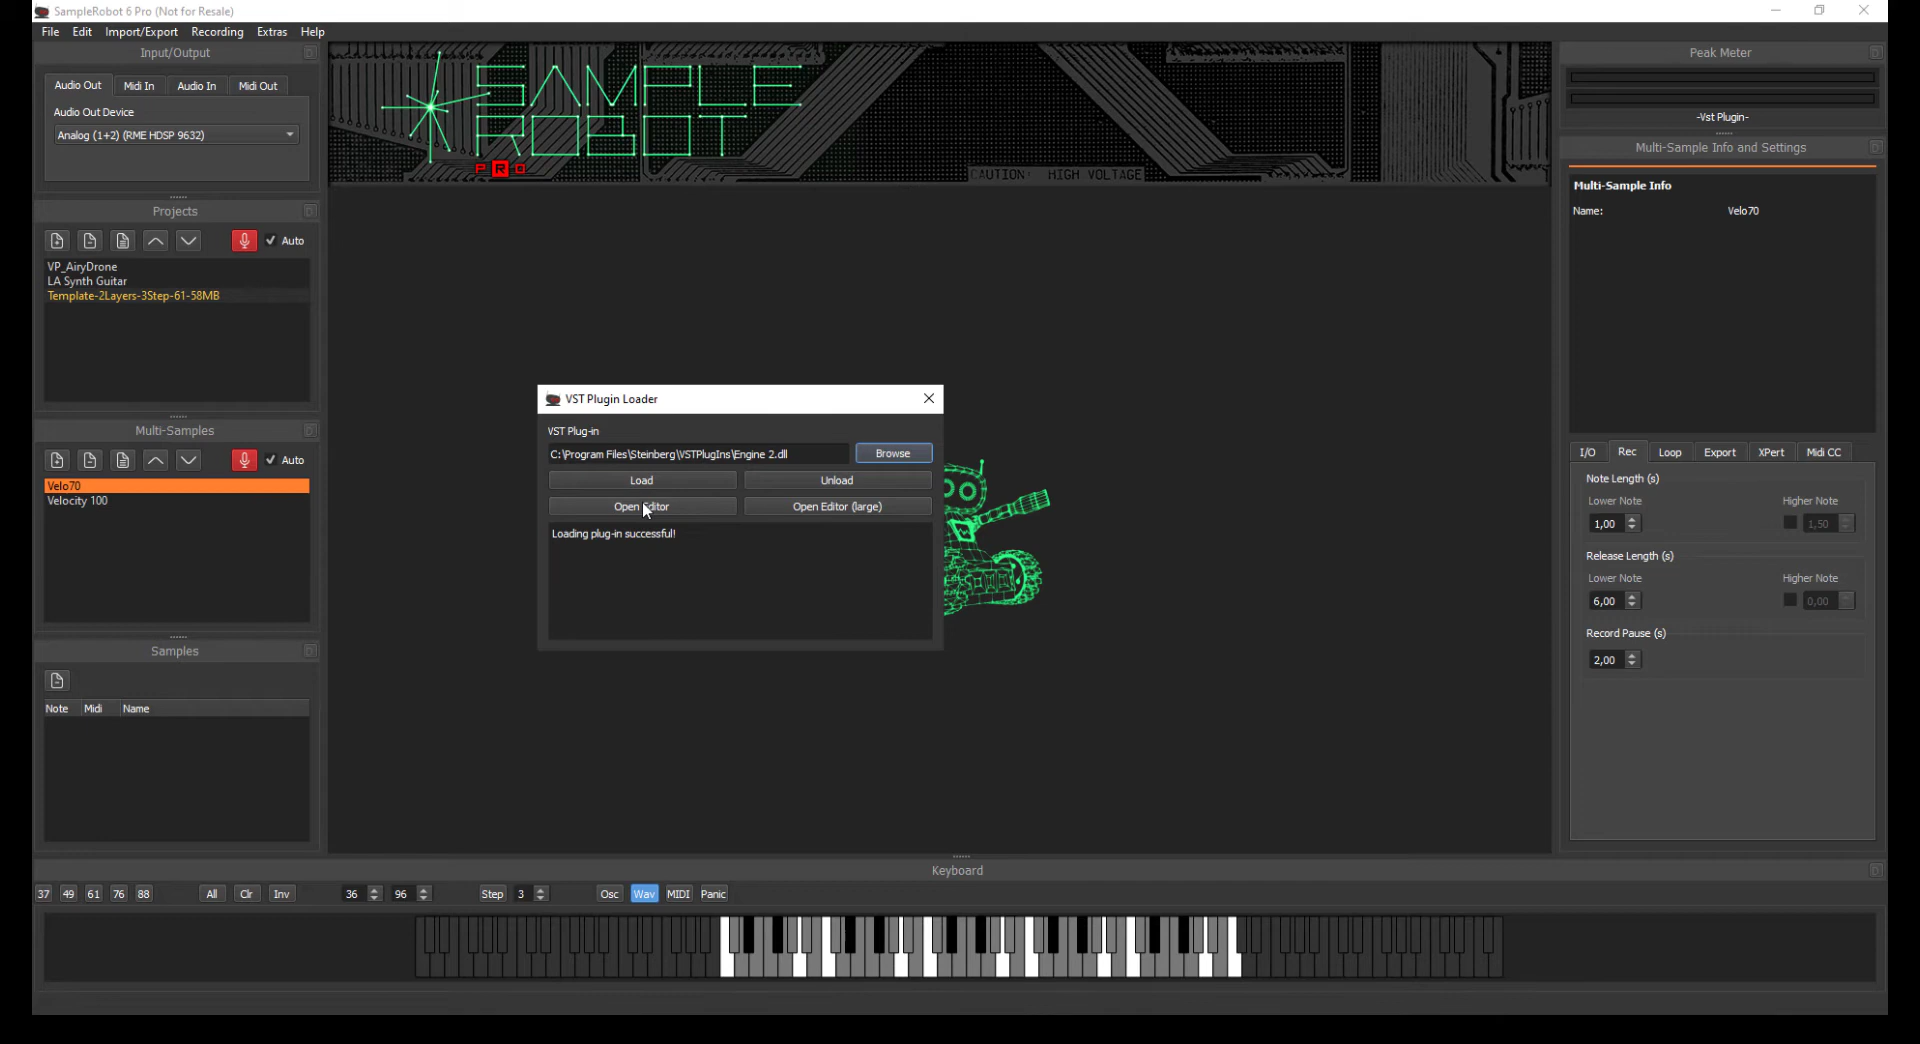 SampleRobot 6 Pro (Not for Resale)
File Edit Import/Export Recording Extras Help
Input/Output
Audio Out Midi In Audio In Midi Out
Audio Out Device
Analog (1+2) (RME HDSP 9632)
Projects
Auto
VP_AiryDrone
LA Synth Guitar
Template-2Layers-3Step-61-58MB
Multi-Samples
Auto
Velo70
Velocity 100
Samples
Note Midi Name
SAMPLE
ROBOT
PRO
CAUTION: HIGH VOLTAGE
VST Plugin Loader
VST Plug-in
C:\Program Files\Steinberg\VSTPlugIns\Engine 2.dll
Browse
Load Unload
Open Editor Open Editor (large)
Loading plug-in successful!
Peak Meter
-Vst Plugin-
Multi-Sample Info and Settings
Multi-Sample Info
Name: Velo70
I/O Rec Loop Export XPert Midi CC
Note Length (s)
Lower Note Higher Note
1,00 1,50
Release Length (s)
Lower Note Higher Note
6,00 0,00
Record Pause (s)
2,00
Keyboard
37 49 61 76 88 All Clr Inv 36 96 Step 3 Osc Wav MIDI Panic